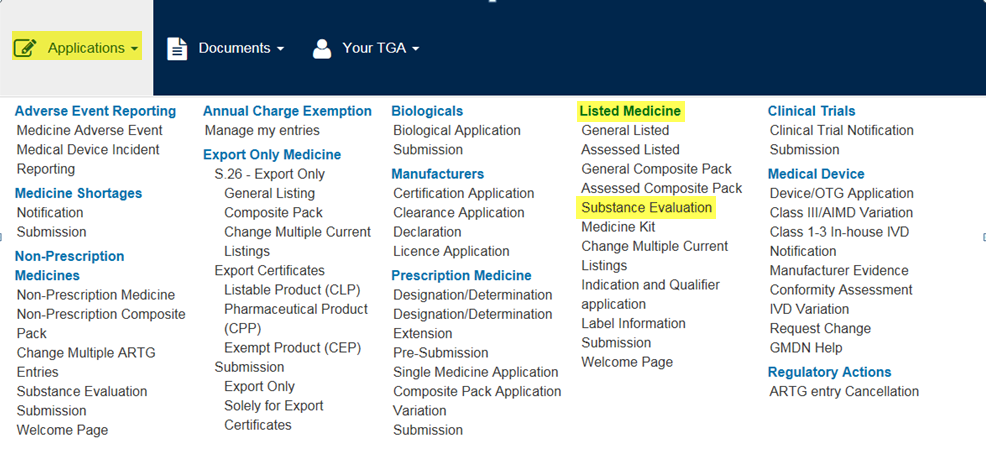 Applications
Documents
Your TGA
Adverse Event Reporting
Medicine Adverse Event
Medical Device Incident
Reporting
Medicine Shortages
Notification
Submission
Non-Prescription
Medicines
Non-Prescription Medicine
Non-Prescription Composite
Pack
Change Multiple ARTG
Entries
Substance Evaluation
Submission
Welcome Page
Annual Charge Exemption
Manage my entries
Export Only Medicine
S.26 - Export Only
General Listing
Composite Pack
Change Multiple Current
Listings
Export Certificates
Listable Product (CLP)
Pharmaceutical Product
(CPP)
Exempt Product (CEP)
Submission
Export Only
Solely for Export
Certificates
Biologicals
Biological Application
Submission
Manufacturers
Certification Application
Clearance Application
Declaration
Licence Application
Prescription Medicine
Designation/Determination
Designation/Determination
Extension
Pre-Submission
Single Medicine Application
Composite Pack Application
Variation
Submission
Listed Medicine
General Listed
Assessed Listed
General Composite Pack
Assessed Composite Pack
Substance Evaluation
Medicine Kit
Change Multiple Current
Listings
Indication and Qualifier
application
Label Information
Submission
Welcome Page
Clinical Trials
Clinical Trial Notification
Submission
Medical Device
Device/OTG Application
Class III/AIMD Variation
Class 1-3 In-house IVD
Notification
Manufacturer Evidence
Conformity Assessment
IVD Variation
Request Change
GMDN Help
Regulatory Actions
ARTG entry Cancellation